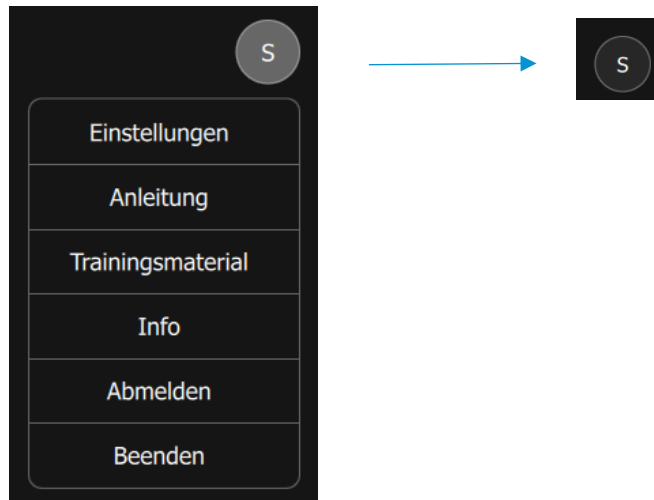 S
S
Einstellungen
Anleitung
Trainingsmaterial
Info
Abmelden
Beenden